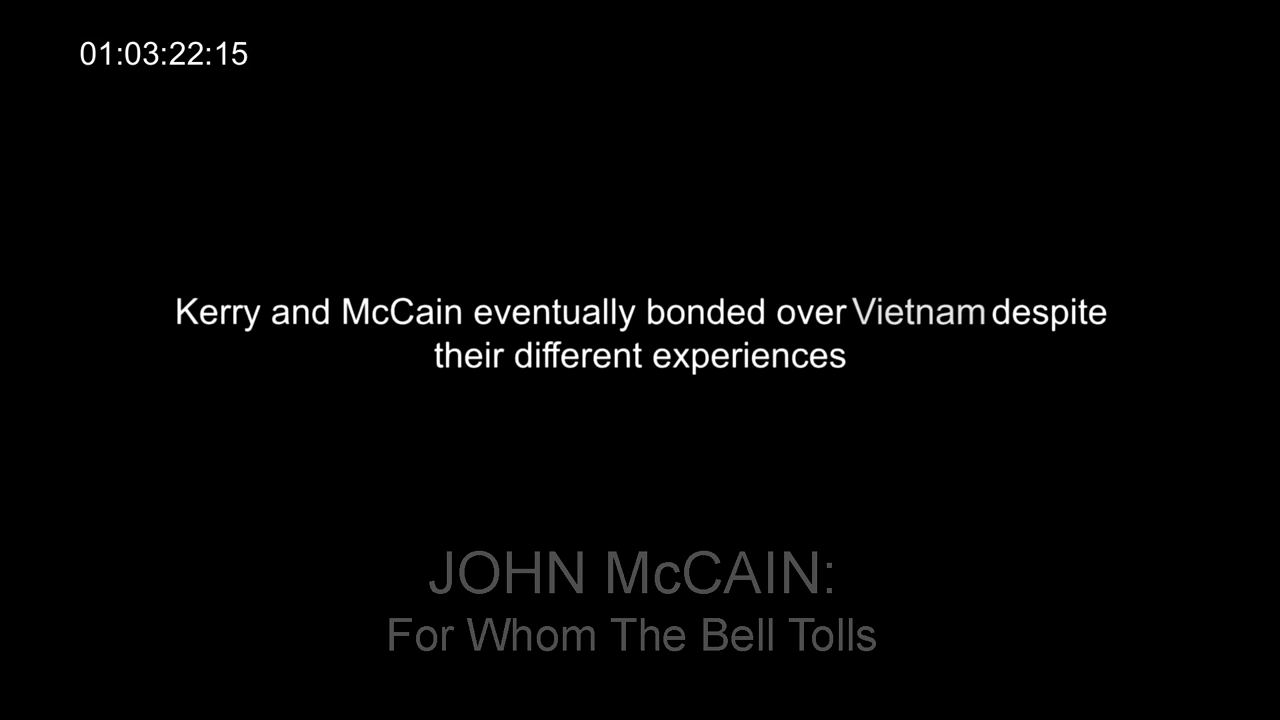 01:03:22:15
Kerry and McCain eventually bonded over Vietnam despite
their different experiences
JOHN McCAIN:
For Whom The Bell Tolls